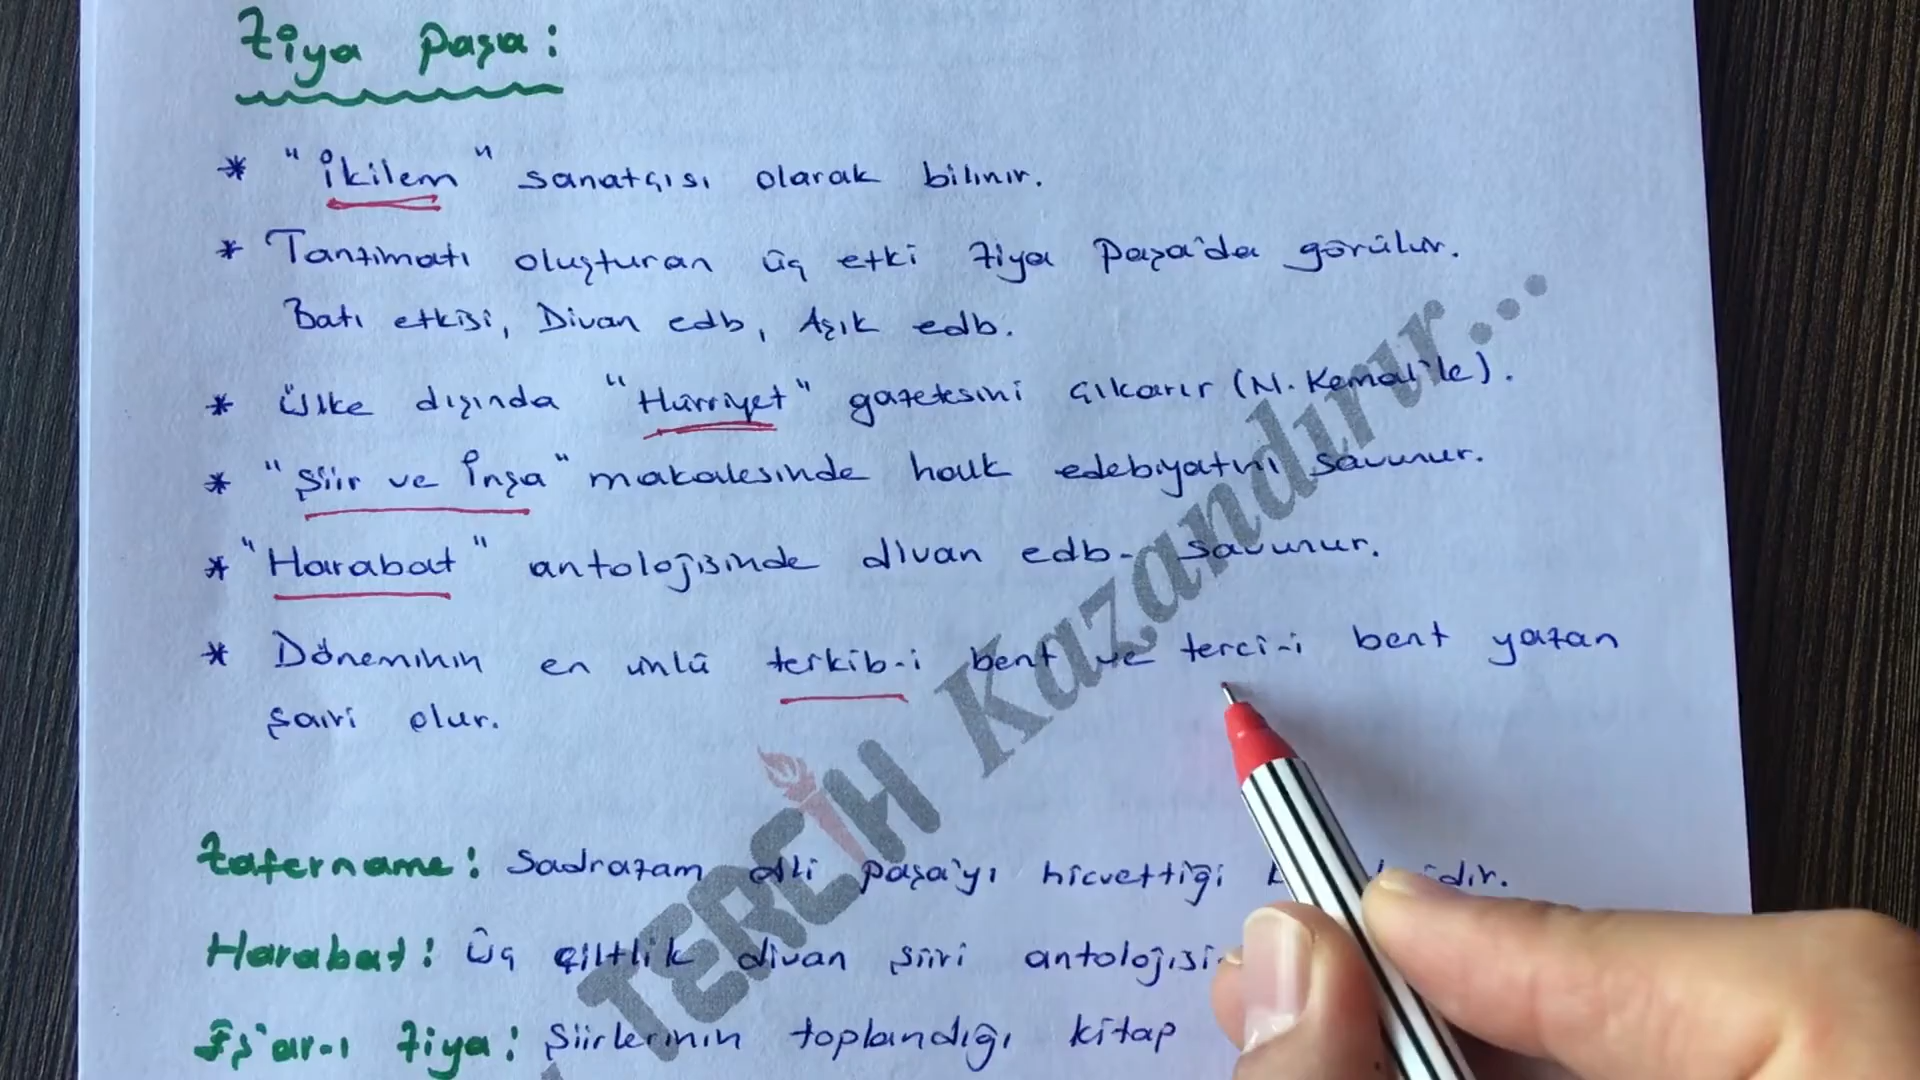 Ziya Paşa:
* "İkilem" sanatçısı olarak bilinir.
* Tanzimatı oluşturan üç etki Ziya Paşa'da görülür.
Batı etkisi, Divan edb, Aşık edb.
* Ülke dışında "Hürriyet" gazetesini çıkarır (N. Kemal'le).
* "Şiir ve İnşa" makalesinde halk edebiyatını savunur.
* "Harabat" antolojisinde divan edb- savunur.
* Döneminin en ünlü terkib-i bent ve terci-i bent yazan
şairi olur.
Zafername: Sadrazam Ali Paşa'yı hicvettiği
Harabat: Üç ciltlik divan şiiri antolojisi
Eş'ar-ı Ziya: Şiirlerinin toplandığı kitap
TERCİH Kazandırır...